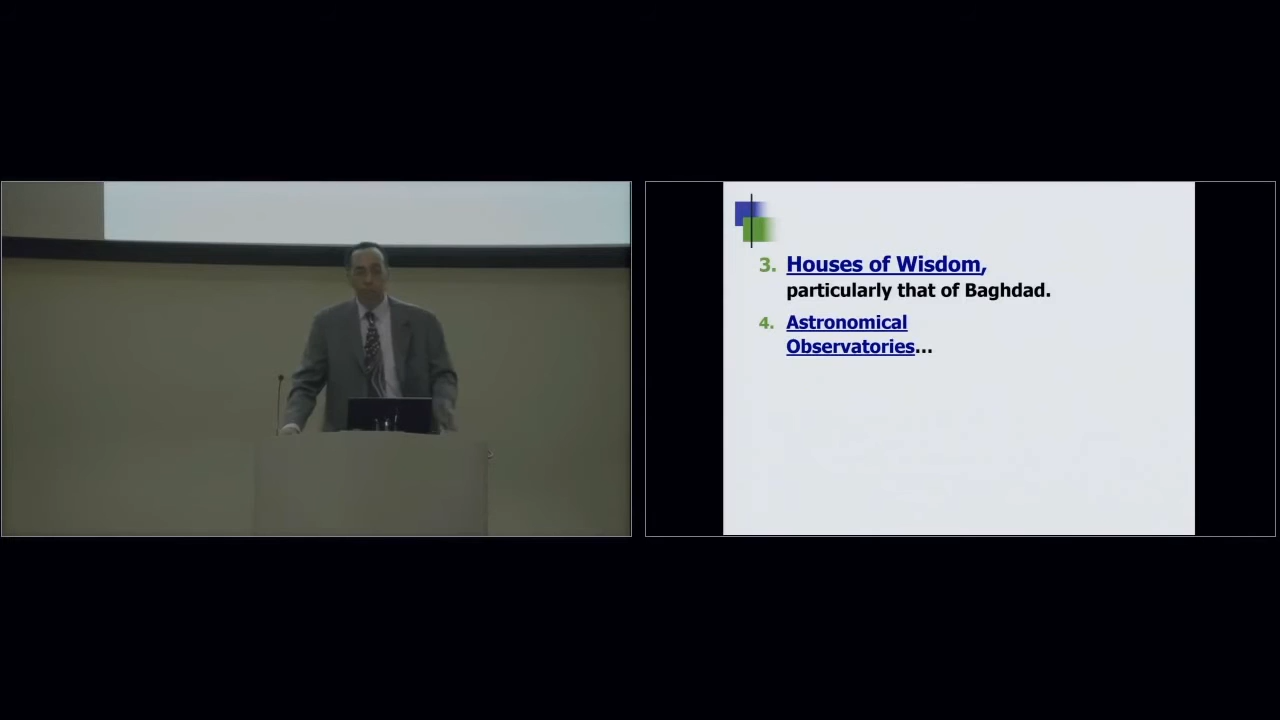 3. Houses of Wisdom,
particularly that of Baghdad.
4. Astronomical
Observatories...